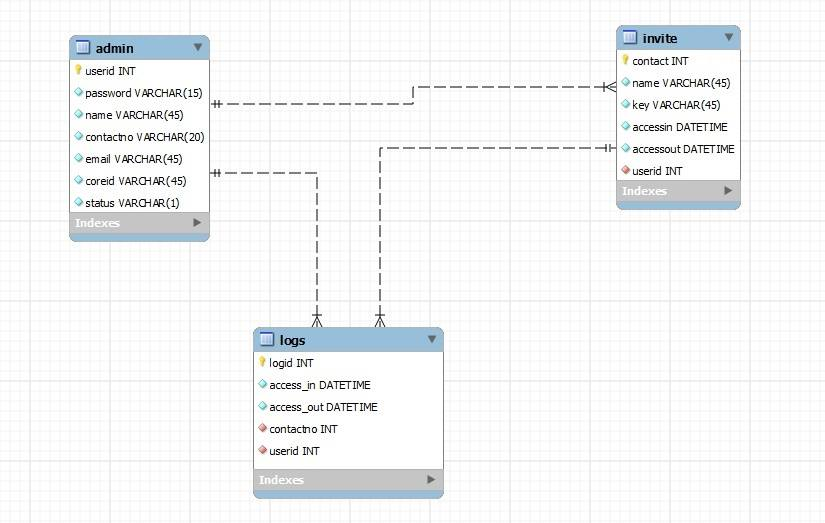 admin
userid INT
password VARCHAR(15)
name VARCHAR(45)
contactno VARCHAR(20)
email VARCHAR(45)
coreid VARCHAR(45)
status VARCHAR(1)
Indexes
invite
contact INT
name VARCHAR(45)
key VARCHAR(45)
accessin DATETIME
accessout DATETIME
userid INT
Indexes
logs
logid INT
access_in DATETIME
access_out DATETIME
contactno INT
userid INT
Indexes